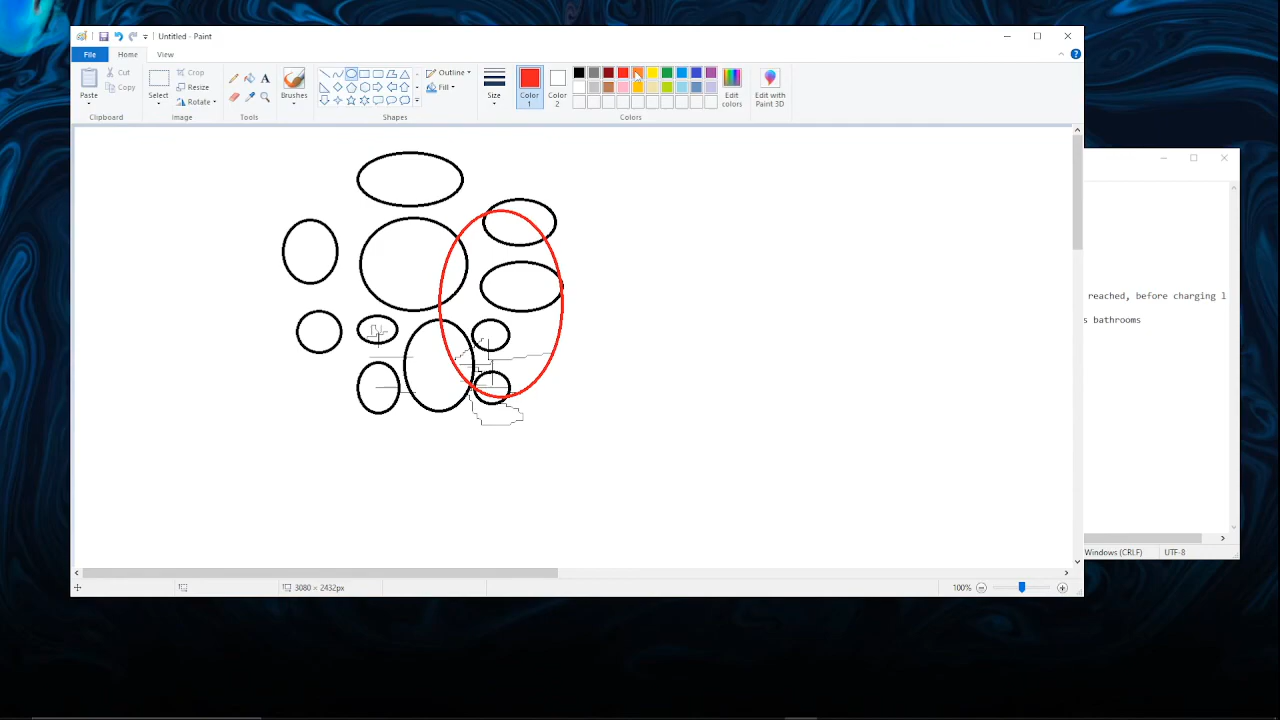 Untitled - Paint
File
Home
View
Paste
Cut
Copy
Clipboard
Select
Crop
Resize
Rotate
Image
Tools
Brushes
Shapes
Outline
Fill
Size
Color
1
Color
2
Edit
colors
Edit with
Paint 3D
Colors
reached, before charging l
s bathrooms
Windows (CRLF)
UTF-8
3080 × 2432px
100%